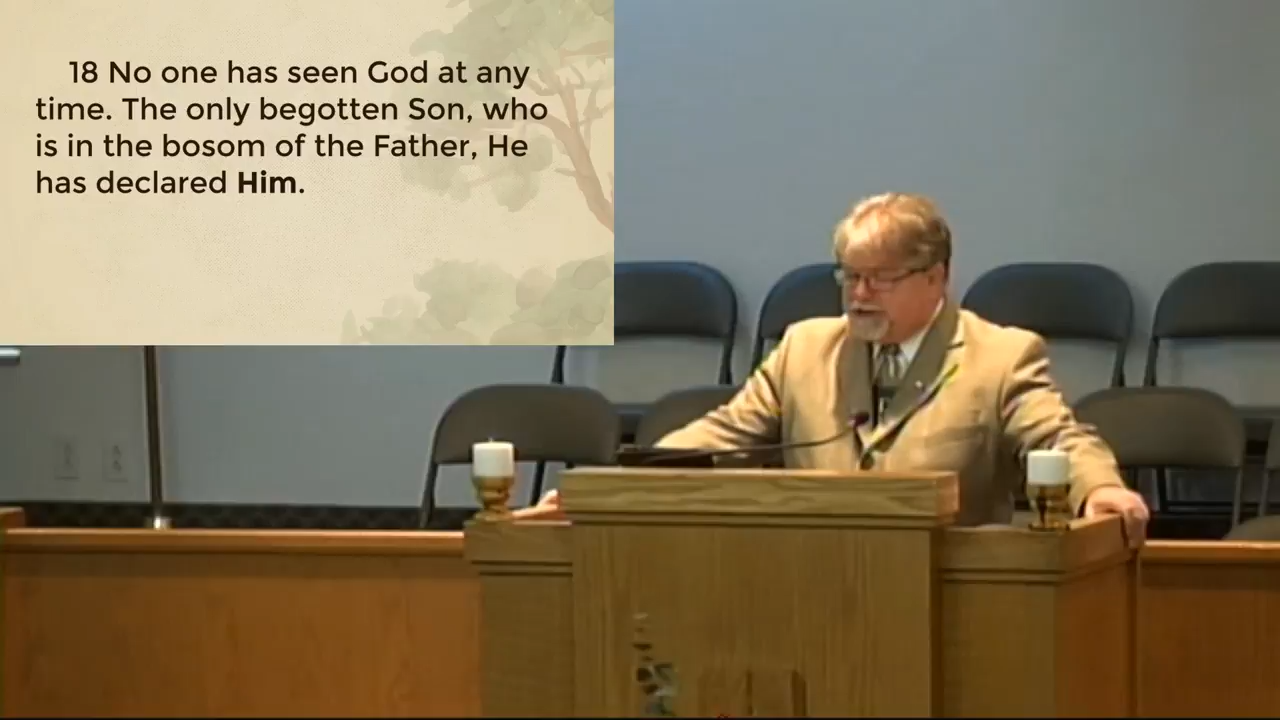 18 No one has seen God at any
time. The only begotten Son, who
is in the bosom of the Father, He
has declared Him.